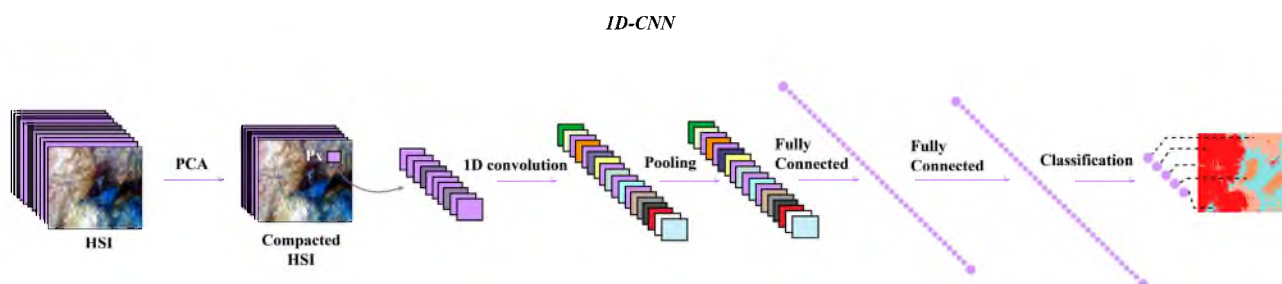 1D-CNN
HSI
PCA
Px
Compacted
HSI
1D convolution
Pooling
Fully
Connected
Fully
Connected
Classification